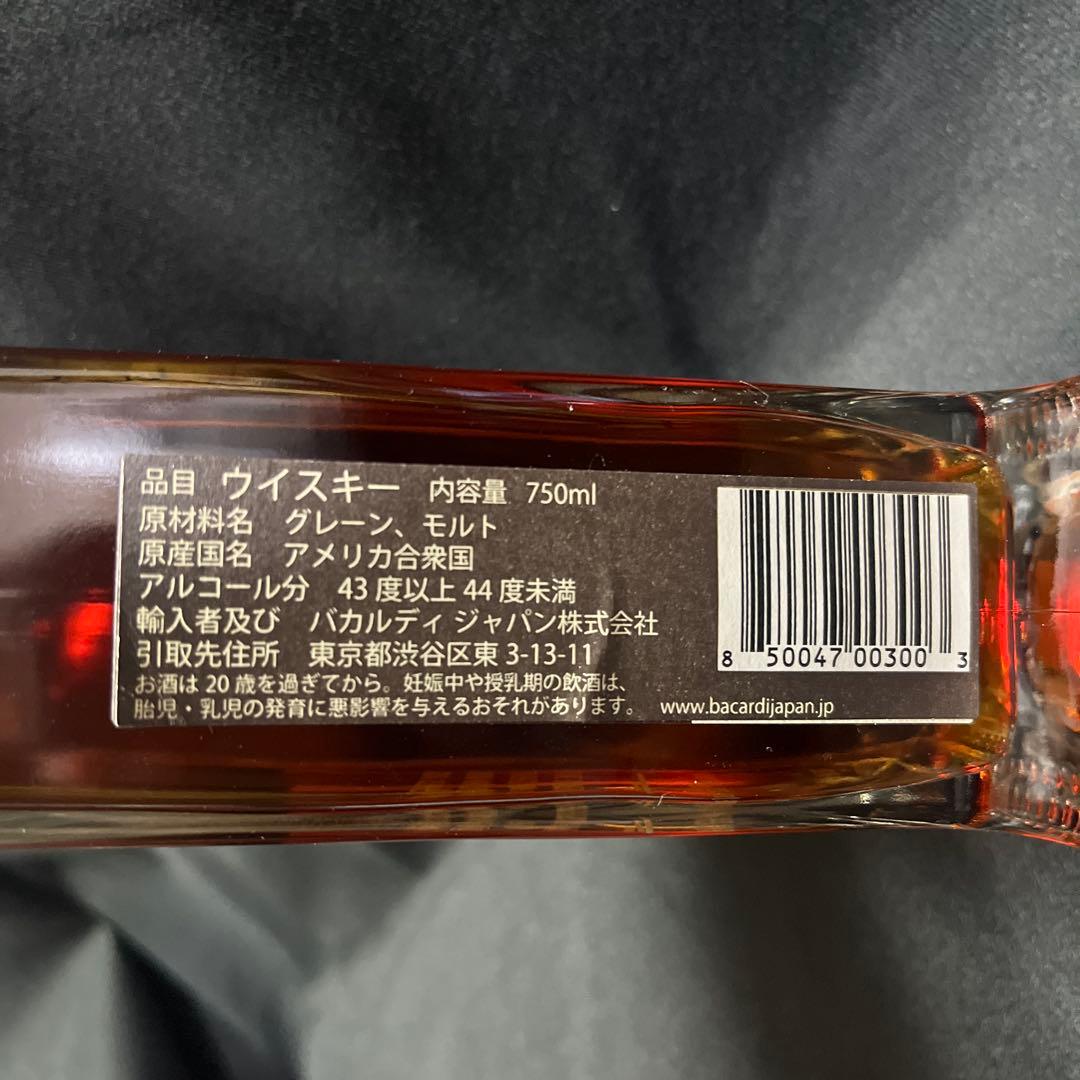 品目 ウイスキー 内容量 750ml
原材料名 グレーン、モルト
原産国名 アメリカ合衆国
アルコール分 43度以上44度未満
輸入者及び バカルディ ジャパン株式会社
引取先住所 東京都渋谷区東 3-13-11
お酒は20歳を過ぎてから。妊娠中や授乳期の飲酒は、
胎児・乳児の発育に悪影響を与えるおそれがあります。 www.bacardijapan.jp
8 50047 00300 3